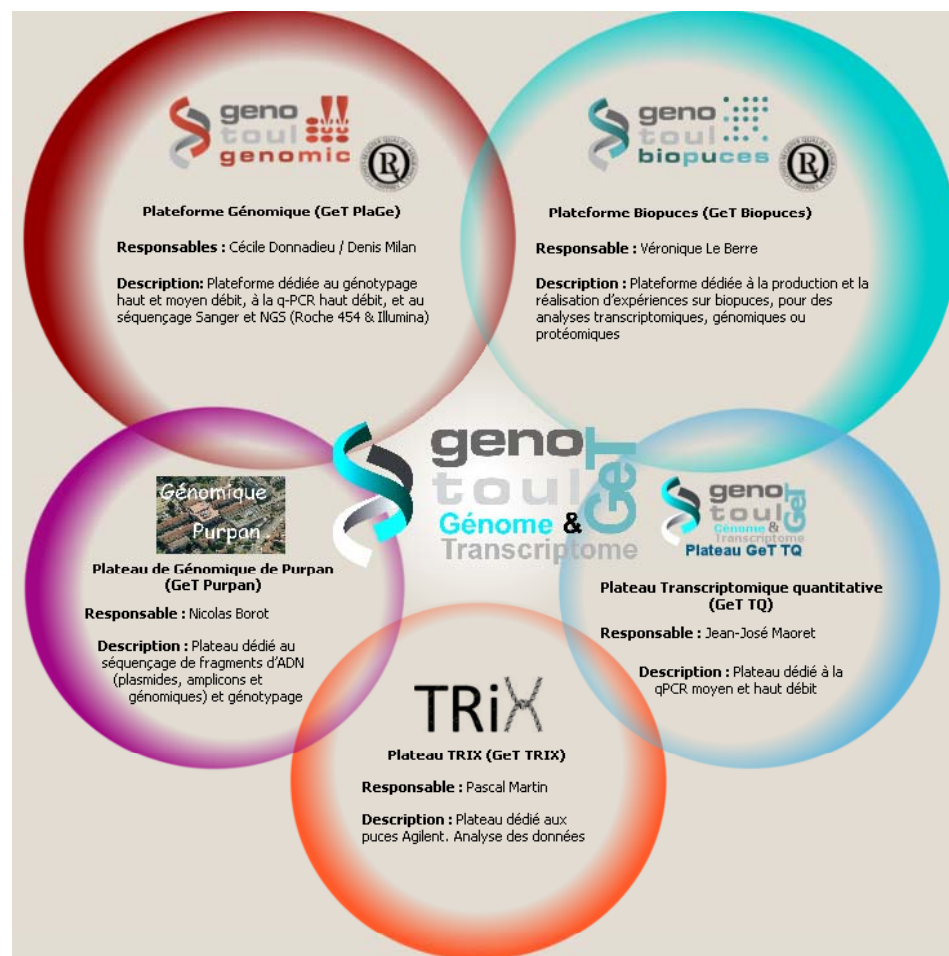 geno
toul
genomic
Plateforme Génomique (GeT PlaGe)
Responsables : Cécile Donnadieu / Denis Milan
Description: Plateforme dédiée au génotypage
haut et moyen débit, à la q-PCR haut débit, et au
séquençage Sanger et NGS (Roche 454 & Illumina)
geno
toul
biopuces
Plateforme Biopuces (GeT Biopuces)
Responsable : Véronique Le Berre
Description : Plateforme dédiée à la production et la
réalisation d'expériences sur biopuces, pour des
analyses transcriptomiques, génomiques ou
protéomiques
geno
toul
GeT
Génome &
Transcriptome
Génomique
Purpan
Plateau de Génomique de Purpan
(GeT Purpan)
Responsable : Nicolas Borot
Description : Plateau dédié au
séquençage de fragments d'ADN
(plasmides, amplicons et
génomiques) et génotypage
geno
toul
GeT
Génome &
Transcriptome
Plateau GeT TQ
Plateau Transcriptomique quantitative
(GeT TQ)
Responsable : Jean-José Maoret
Description : Plateau dédié à la
qPCR moyen et haut débit
TRiX
Plateau TRIX (GeT TRIX)
Responsable : Pascal Martin
Description : Plateau dédié aux
puces Agilent. Analyse des données